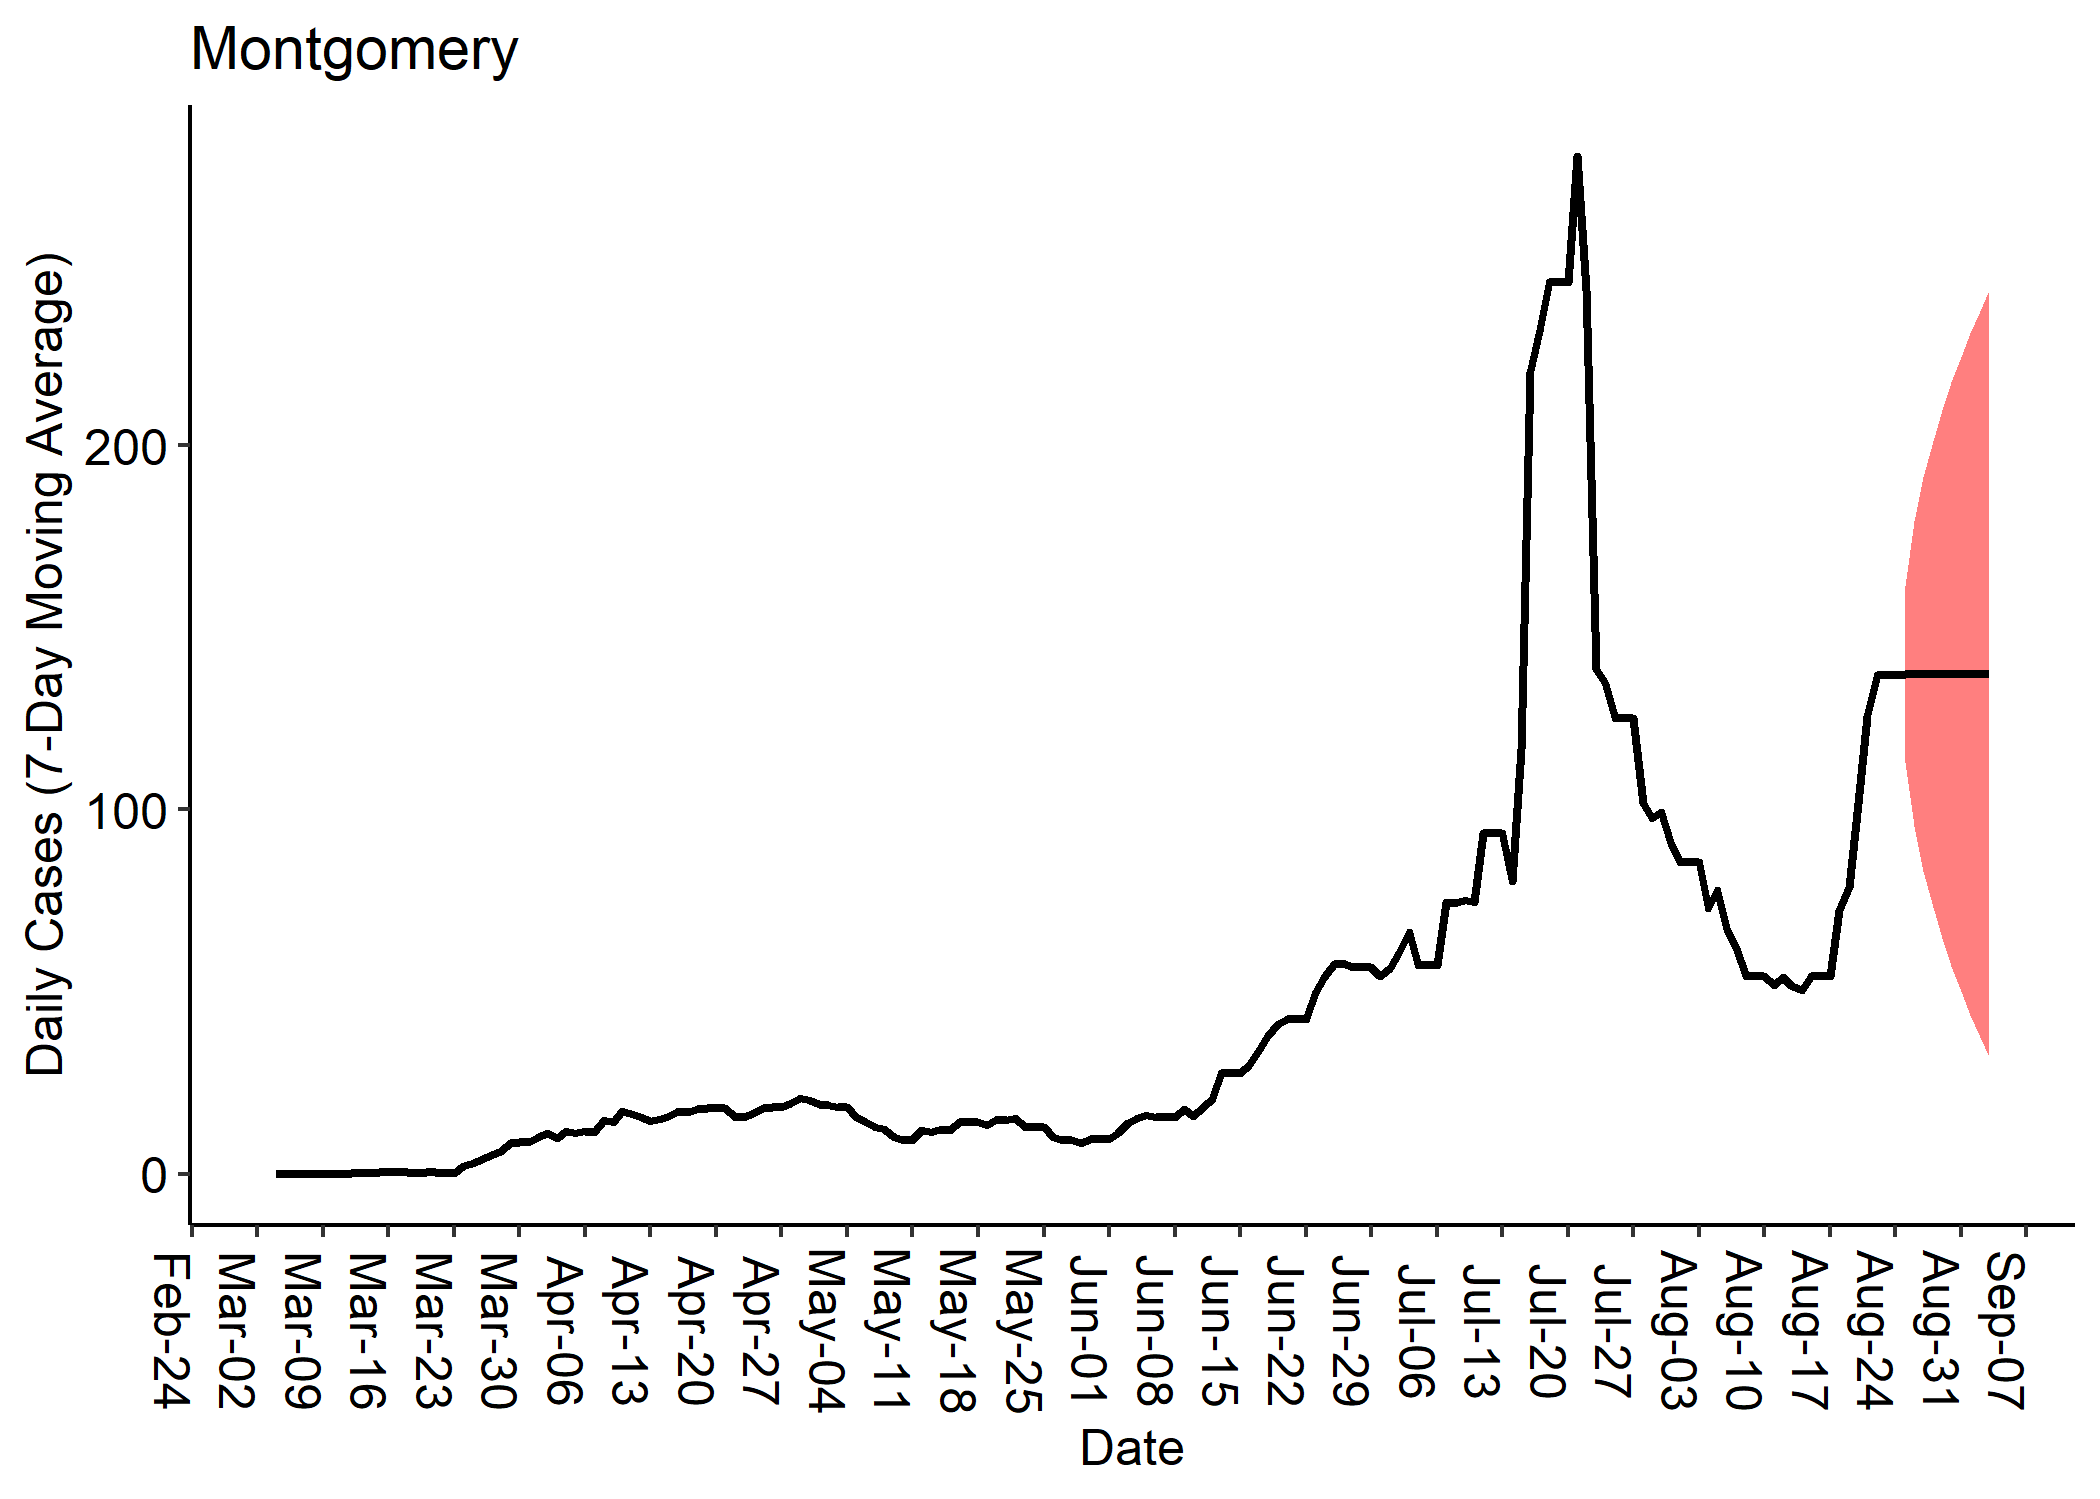 Montgomery
Daily Cases (7-Day Moving Average)
200
100
0
Feb-24
Mar-02
Mar-09
Mar-16
Mar-23
Mar-30
Apr-06
Apr-13
Apr-20
Apr-27
May-04
May-11
May-18
May-25
Jun-01
Jun-08
Jun-15
Jun-22
Jun-29
Jul-06
Jul-13
Jul-20
Jul-27
Aug-03
Aug-10
Aug-17
Aug-24
Aug-31
Sep-07
Date